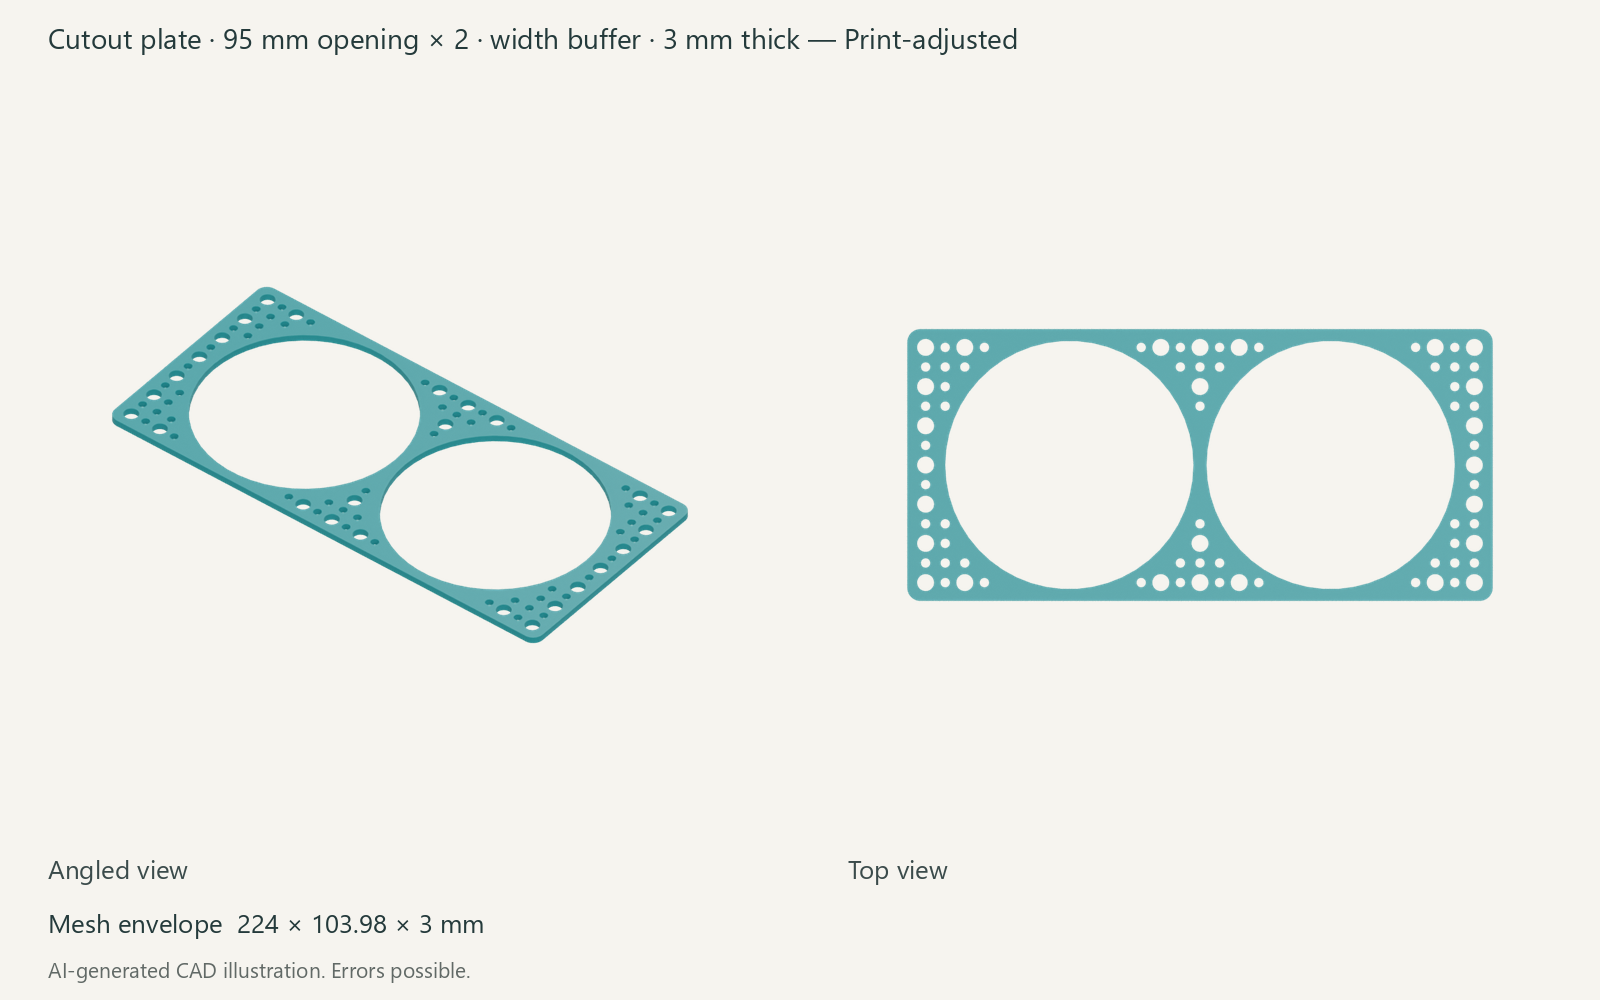 Cutout plate · 95 mm opening × 2 · width buffer · 3 mm thick — Print-adjusted
Angled view
Top view
Mesh envelope  224 × 103.98 × 3 mm
AI-generated CAD illustration. Errors possible.